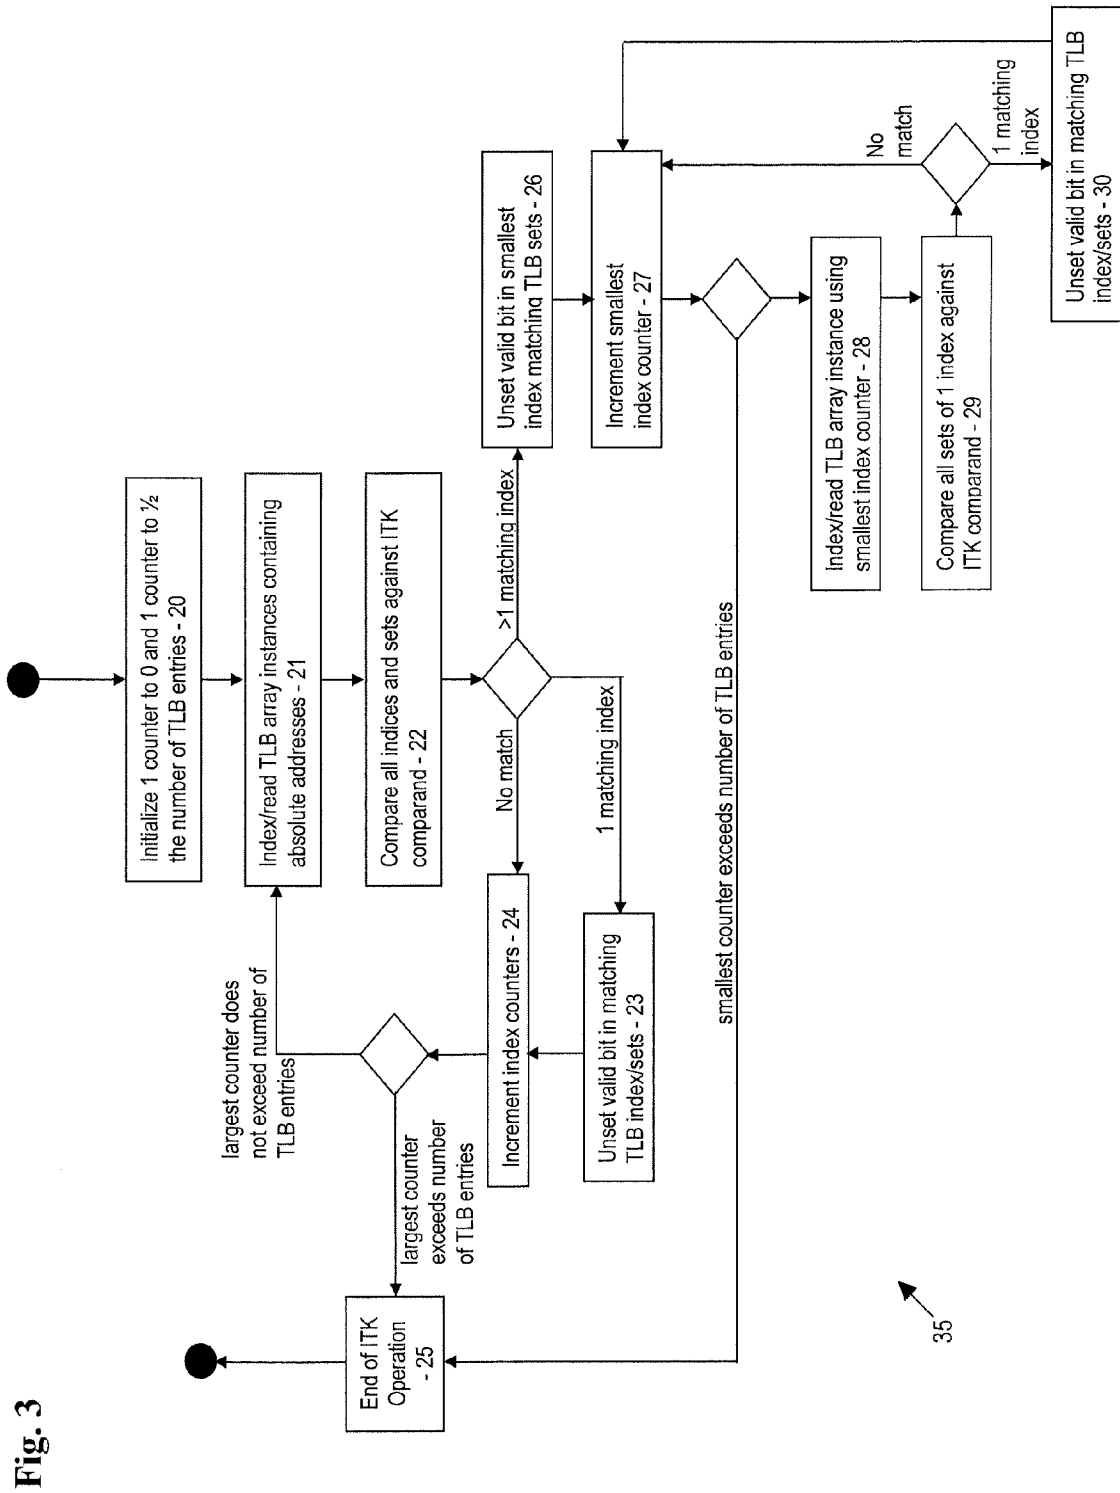 Fig. 3
Initialize 1 counter to 0 and 1 counter to ½
the number of TLB entries - 20
Index/read TLB array instances containing
absolute addresses - 21
Compare all indices and sets against ITK
comparand - 22
No match
>1 matching index
1 matching index
Unset valid bit in matching
TLB index/sets - 23
Increment index counters - 24
largest counter does
not exceed number of
TLB entries
largest counter
exceeds number
of TLB entries
End of ITK
Operation
- 25
Unset valid bit in smallest
index matching TLB sets - 26
Increment smallest
index counter - 27
smallest counter exceeds number of TLB entries
Index/read TLB array instance using
smallest index counter - 28
Compare all sets of 1 index against
ITK comparand - 29
No
match
1 matching
index
Unset valid bit in matching TLB
index/sets - 30
35